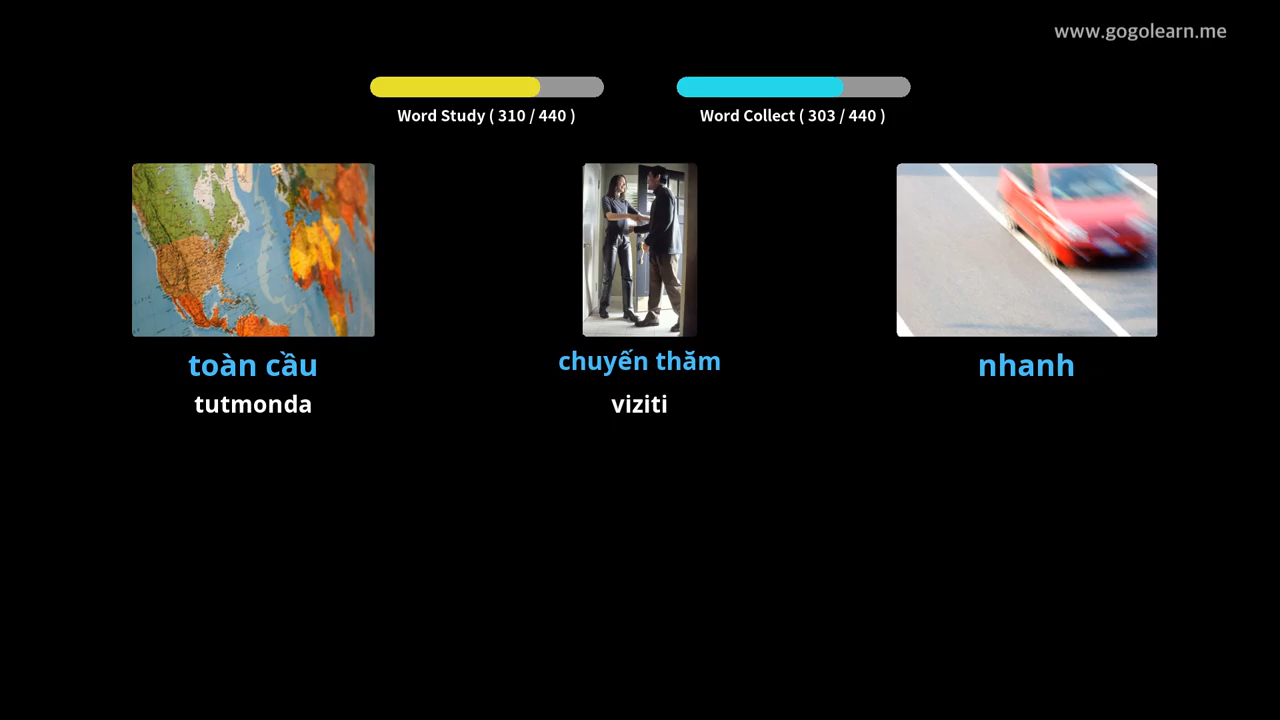 www.gogolearn.me
Word Study ( 310 / 440 )
Word Collect ( 303 / 440 )
toàn cầu
tutmonda
chuyến thăm
viziti
nhanh